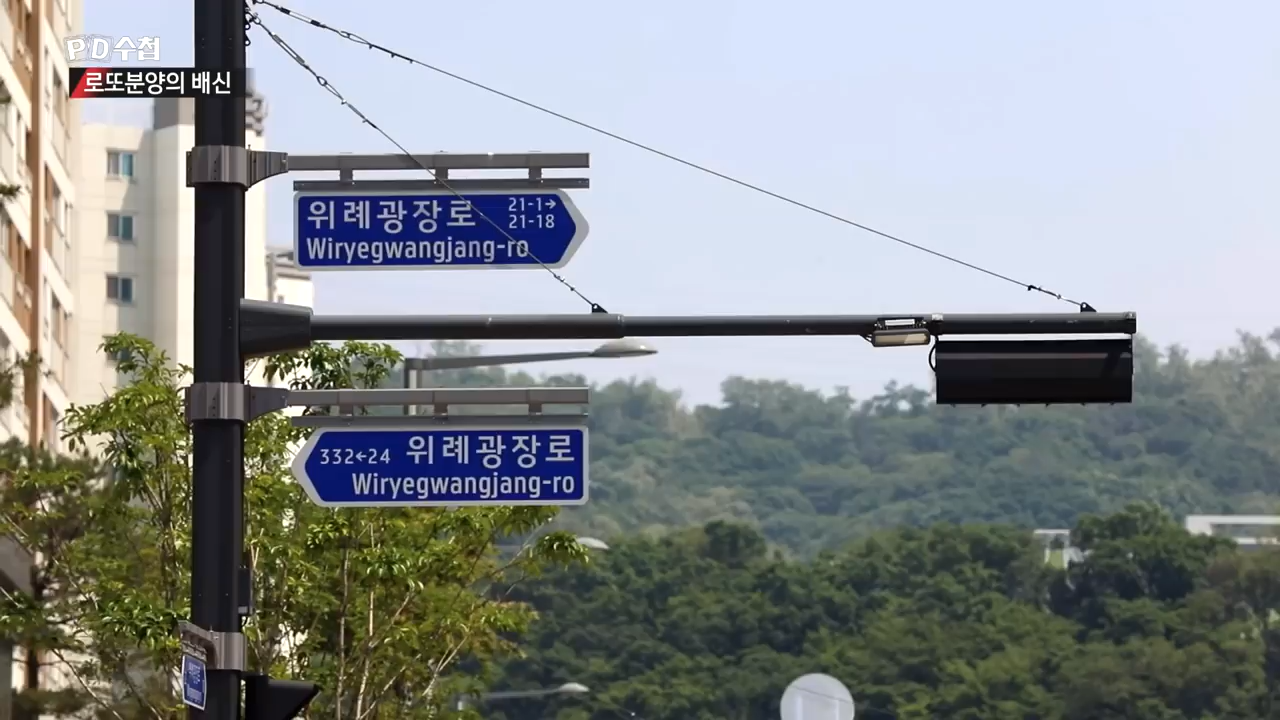 PD수첩
로또분양의 배신
위례광장로 21-1→
21-18
Wiryegwangjang-ro
332←24 위례광장로
Wiryegwangjang-ro